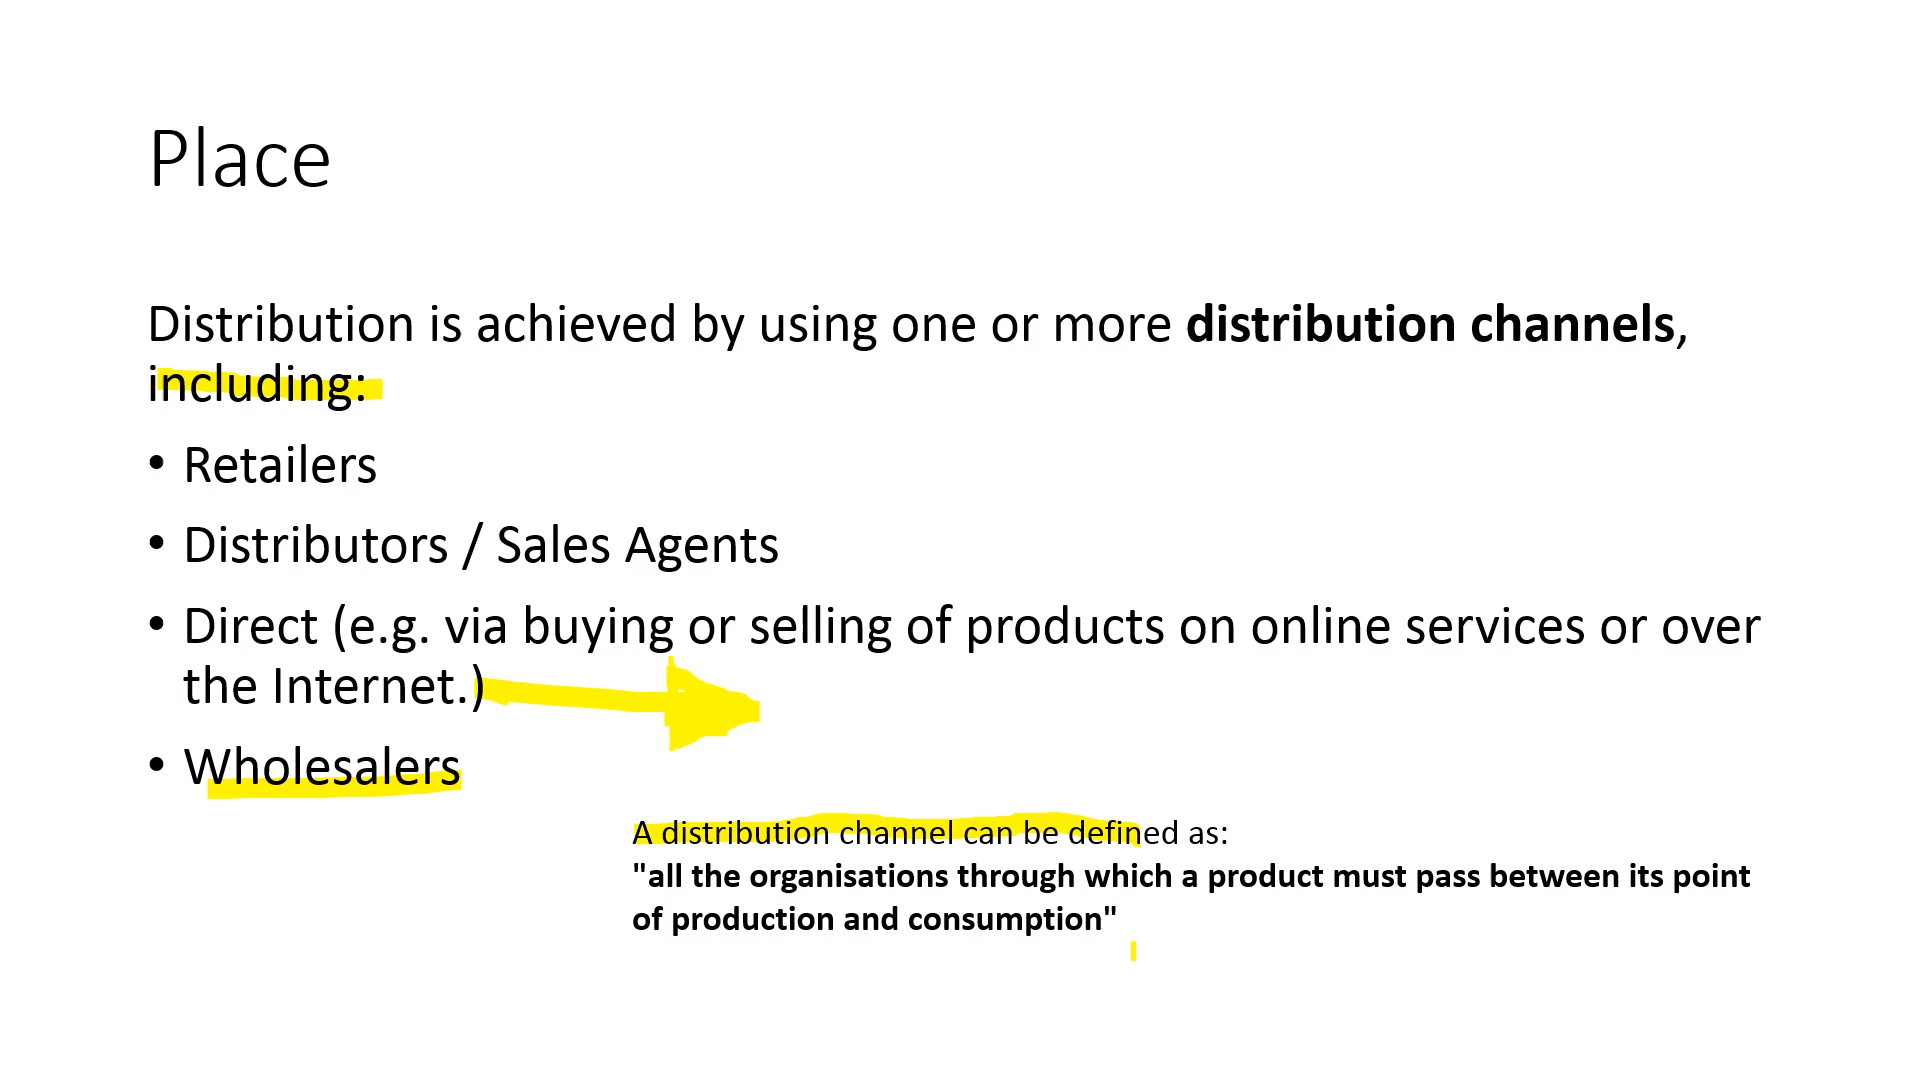 Place
Distribution is achieved by using one or more distribution channels,
including:
• Retailers
• Distributors / Sales Agents
• Direct (e.g. via buying or selling of products on online services or over
the Internet.)
• Wholesalers
A distribution channel can be defined as:
"all the organisations through which a product must pass between its point
of production and consumption"